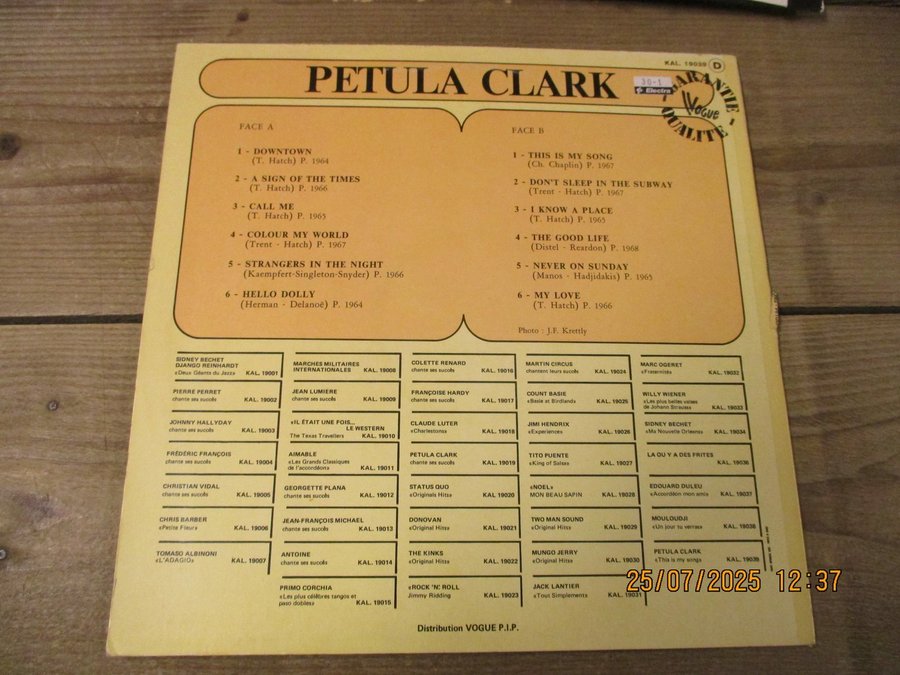 KAL. 19039 D
PETULA CLARK
30-1
Electra
GARANTIE - QUALITÉ
Vogue
FACE A
1 - DOWNTOWN
(T. Hatch) P. 1964
2 - A SIGN OF THE TIMES
(T. Hatch) P. 1966
3 - CALL ME
(T. Hatch) P. 1965
4 - COLOUR MY WORLD
(Trent - Hatch) P. 1967
5 - STRANGERS IN THE NIGHT
(Kaempfert-Singleton-Snyder) P. 1966
6 - HELLO DOLLY
(Herman - Delanoë) P. 1964
FACE B
1 - THIS IS MY SONG
(Ch. Chaplin) P. 1967
2 - DON'T SLEEP IN THE SUBWAY
(Trent - Hatch) P. 1967
3 - I KNOW A PLACE
(T. Hatch) P. 1965
4 - THE GOOD LIFE
(Distel - Reardon) P. 1968
5 - NEVER ON SUNDAY
(Manos - Hadjidakis) P. 1965
6 - MY LOVE
(T. Hatch) P. 1966
Photo : J.F. Krettly
SIDNEY BECHET
DJANGO REINHARDT
«Deux Géants du Jazz» KAL. 19001
PIERRE PERRET
chante ses succès KAL. 19002
JOHNNY HALLYDAY
chante ses succès KAL. 19003
FRÉDÉRIC FRANÇOIS
chante ses succès KAL. 19004
CHRISTIAN VIDAL
chante ses succès KAL. 19005
CHRIS BARBER
«Petite Fleur» KAL. 19006
TOMASO ALBINONI
«L'ADAGIO» KAL. 19007
MARCHES MILITAIRES
INTERNATIONALES KAL. 19008
JEAN LUMIERE
chante ses succès KAL. 19009
«IL ÉTAIT UNE FOIS...
LE WESTERN
The Texas Travellers KAL. 19010
AIMABLE
«Les Grands Classiques
de l'accordéon» KAL. 19011
GEORGETTE PLANA
chante ses succès KAL. 19012
JEAN-FRANÇOIS MICHAEL
chante ses succès KAL. 19013
ANTOINE
chante ses succès KAL. 19014
PRIMO CORCHIA
«Les plus célèbres tangos et
paso dobles» KAL. 19015
COLETTE RENARD
chante ses succès KAL. 19016
FRANÇOISE HARDY
chante ses succès KAL. 19017
CLAUDE LUTER
«Charlestons» KAL. 19018
PETULA CLARK
chante ses succès KAL. 19019
STATUS QUO
«Originals Hits» KAL. 19020
DONOVAN
«Original Hits» KAL. 19021
THE KINKS
«Original Hits» KAL. 19022
«ROCK 'N' ROLL
Jimmy Ridding KAL. 19023
MARTIN CIRCUS
chantent leurs succès KAL. 19024
COUNT BASIE
«Basie at Birdland» KAL. 19025
JIMI HENDRIX
«Experience» KAL. 19026
TITO PUENTE
«King of Salsa» KAL. 19027
«NOEL»
MON BEAU SAPIN KAL. 19028
TWO MAN SOUND
«Original Hits» KAL. 19029
MUNGO JERRY
«Original Hits» KAL. 19030
JACK LANTIER
«Tout Simplement» KAL. 19031
MARC OGERET
«Fraternité» KAL. 19032
WILLY WIENER
«Les plus belles valses
de Johann Strauss» KAL. 19033
SIDNEY BECHET
«Ma Nouvelle Orleans» KAL. 19034
LA OU Y A DES FRITES
KAL. 19036
EDOUARD DULEU
«Accordéon mon ami» KAL. 19037
MOULOUDJI
«Un jour tu verras» KAL. 19038
PETULA CLARK
«This is my song» KAL. 19039
Distribution VOGUE P.I.P.
25/07/2025 12:37